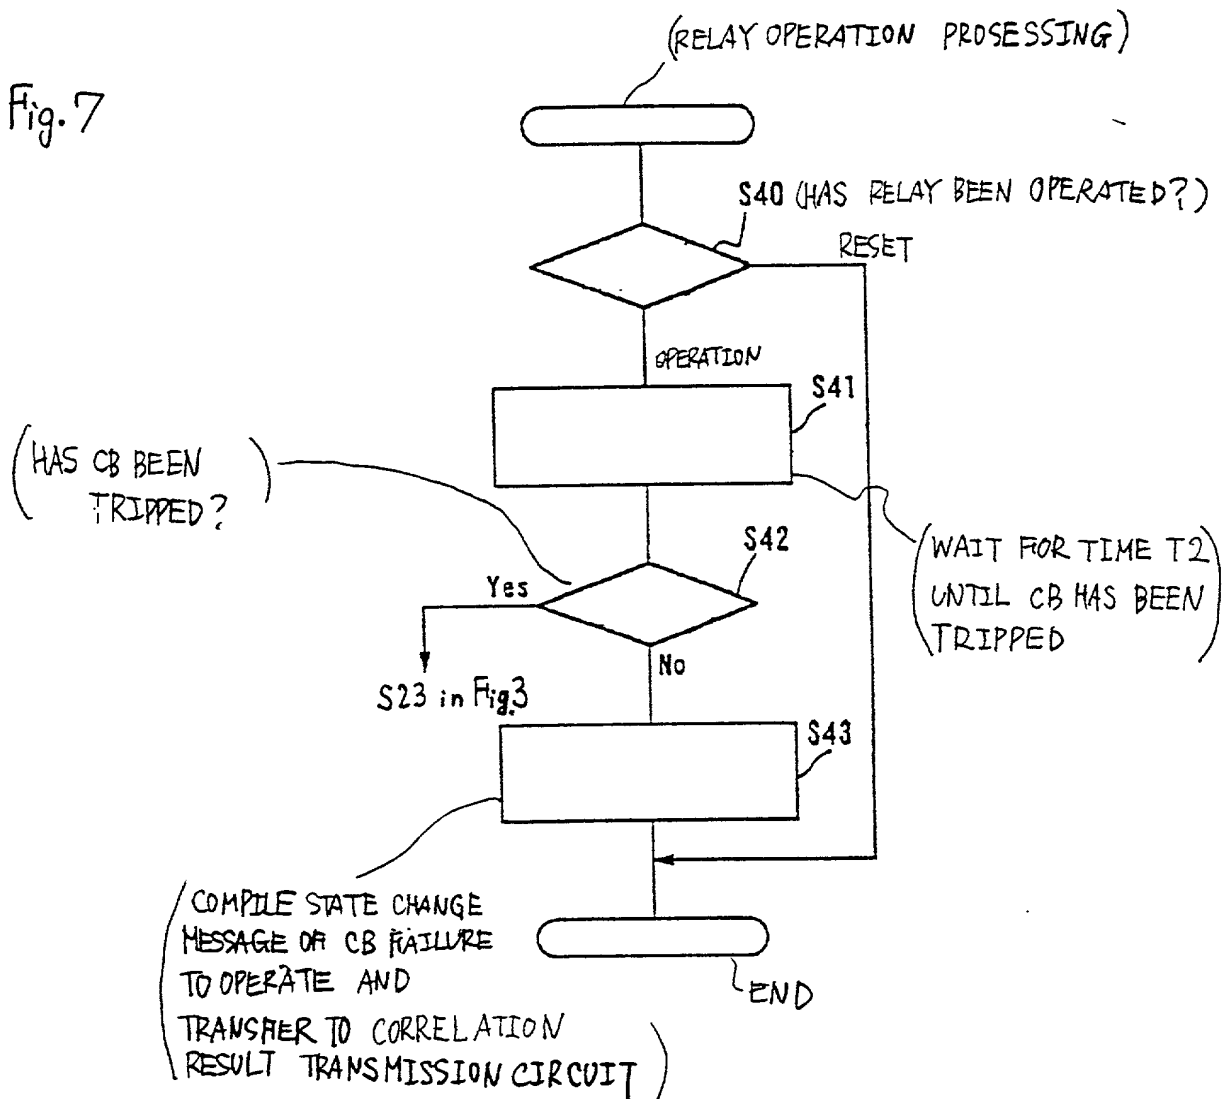 (RELAY OPERATION PROSESSING)
Fig.7
S40 (HAS RELAY BEEN OPERATED?)
RESET
OPERATION
S41
(HAS CB BEEN
TRIPPED?)
S42
(WAIT FOR TIME T2
UNTIL CB HAS BEEN
TRIPPED)
Yes
No
S23 in Fig.3
S43
(COMPILE STATE CHANGE
MESSAGE OF CB FAILURE
TO OPERATE AND
TRANSFER TO CORRELATION
RESULT TRANSMISSION CIRCUIT)
END